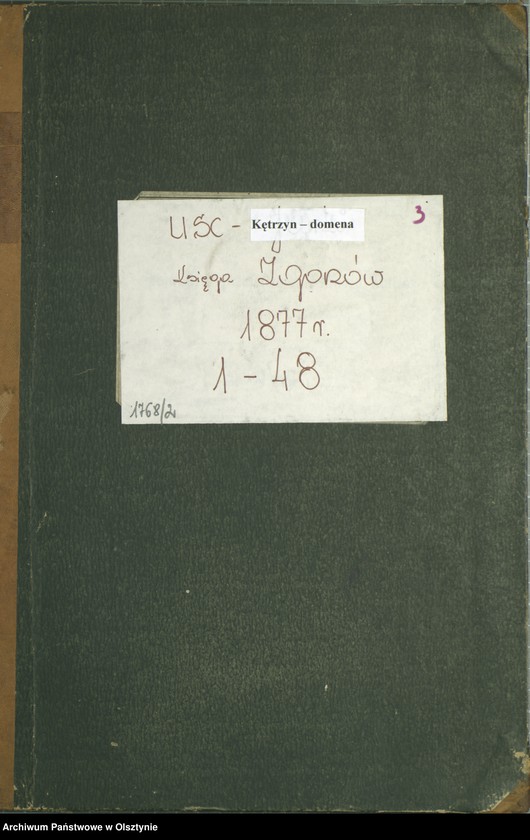 3
USC - Kętrzyn – domena
Księga Zgonów
1877 r.
1 - 48
1768/2
Archiwum Państwowe w Olsztynie